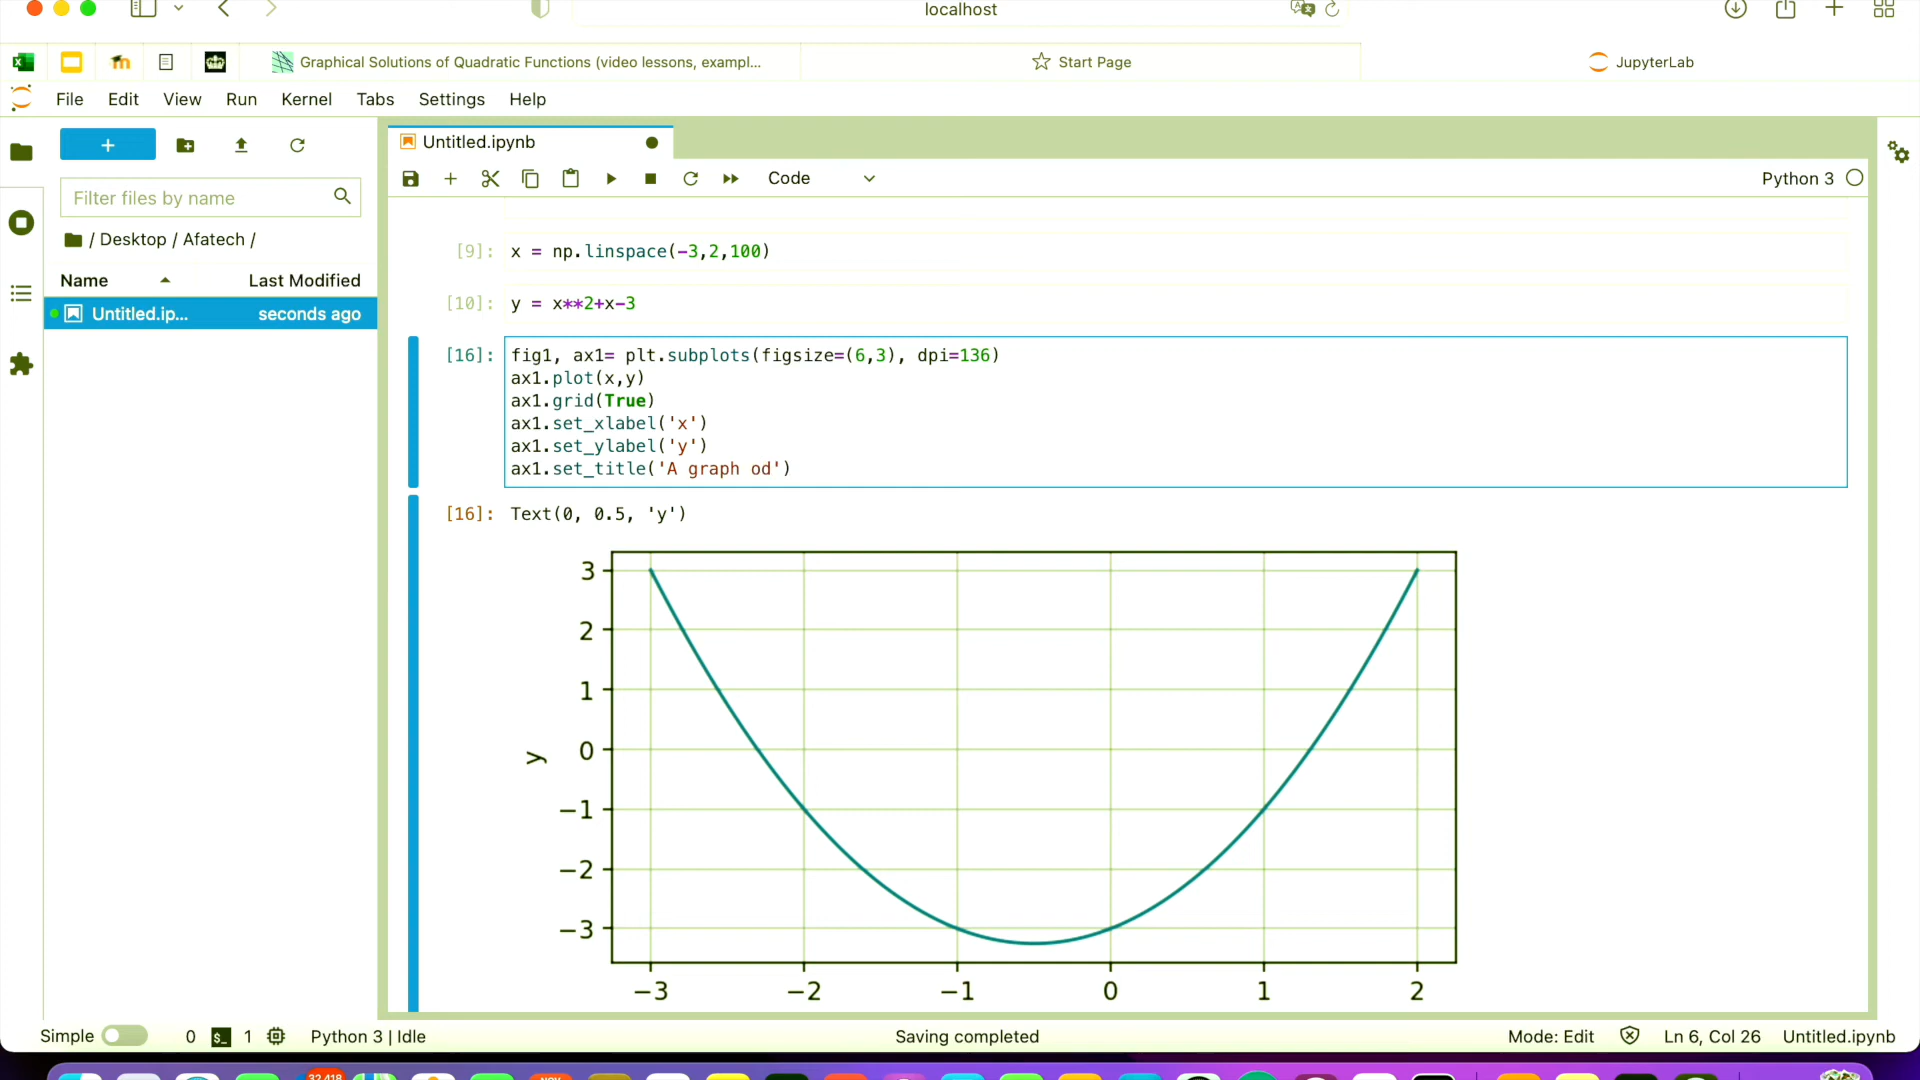 localhost
Graphical Solutions of Quadratic Functions (video lessons, exampl...
Start Page
JupyterLab
File Edit View Run Kernel Tabs Settings Help
Untitled.ipynb
Code
Python 3
Filter files by name
/ Desktop / Afatech /
Name Last Modified
Untitled.ip... seconds ago
[9]: x = np.linspace(-3,2,100)
[10]: y = x**2+x-3
[16]: fig1, ax1= plt.subplots(figsize=(6,3), dpi=136)
ax1.plot(x,y)
ax1.grid(True)
ax1.set_xlabel('x')
ax1.set_ylabel('y')
ax1.set_title('A graph od')
[16]: Text(0, 0.5, 'y')
3
2
1
0
−1
−2
−3
y
−3 −2 −1 0 1 2
Simple 0 $_ 1 Python 3 | Idle Saving completed Mode: Edit Ln 6, Col 26 Untitled.ipynb
32,418
NOV